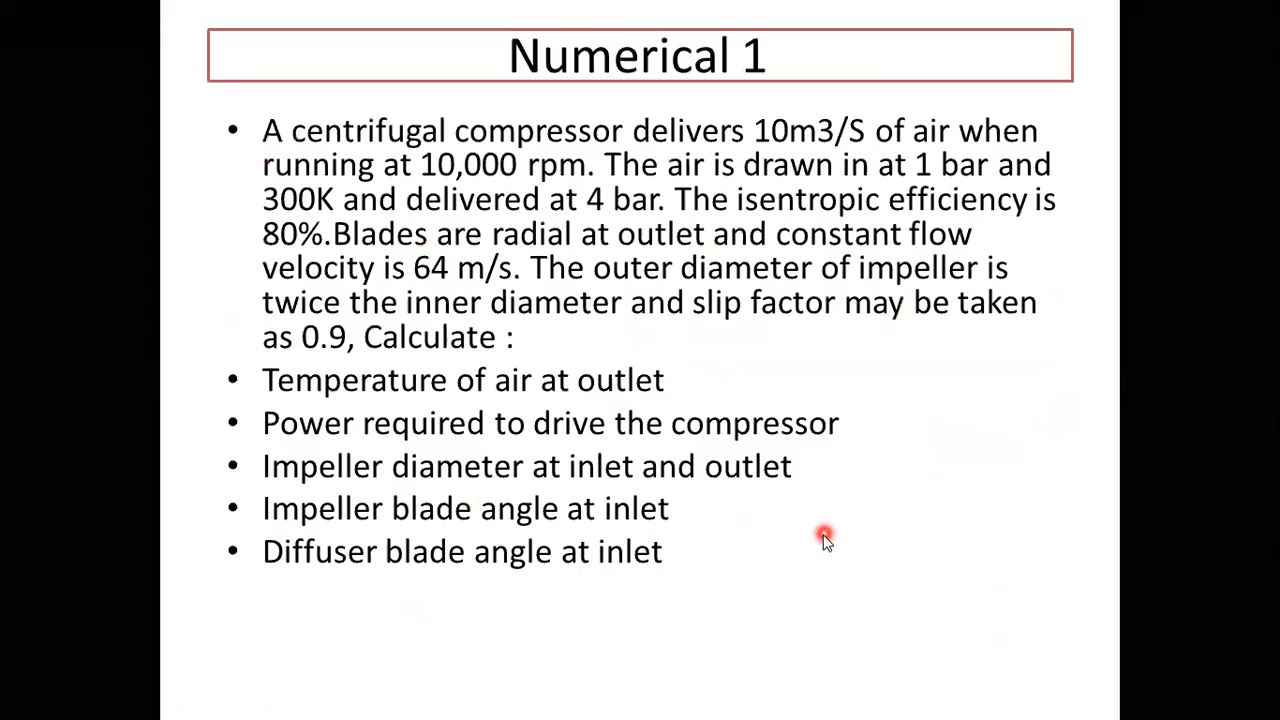 Numerical 1
• A centrifugal compressor delivers 10m3/S of air when
running at 10,000 rpm. The air is drawn in at 1 bar and
300K and delivered at 4 bar. The isentropic efficiency is
80%.Blades are radial at outlet and constant flow
velocity is 64 m/s. The outer diameter of impeller is
twice the inner diameter and slip factor may be taken
as 0.9, Calculate :
• Temperature of air at outlet
• Power required to drive the compressor
• Impeller diameter at inlet and outlet
• Impeller blade angle at inlet
• Diffuser blade angle at inlet